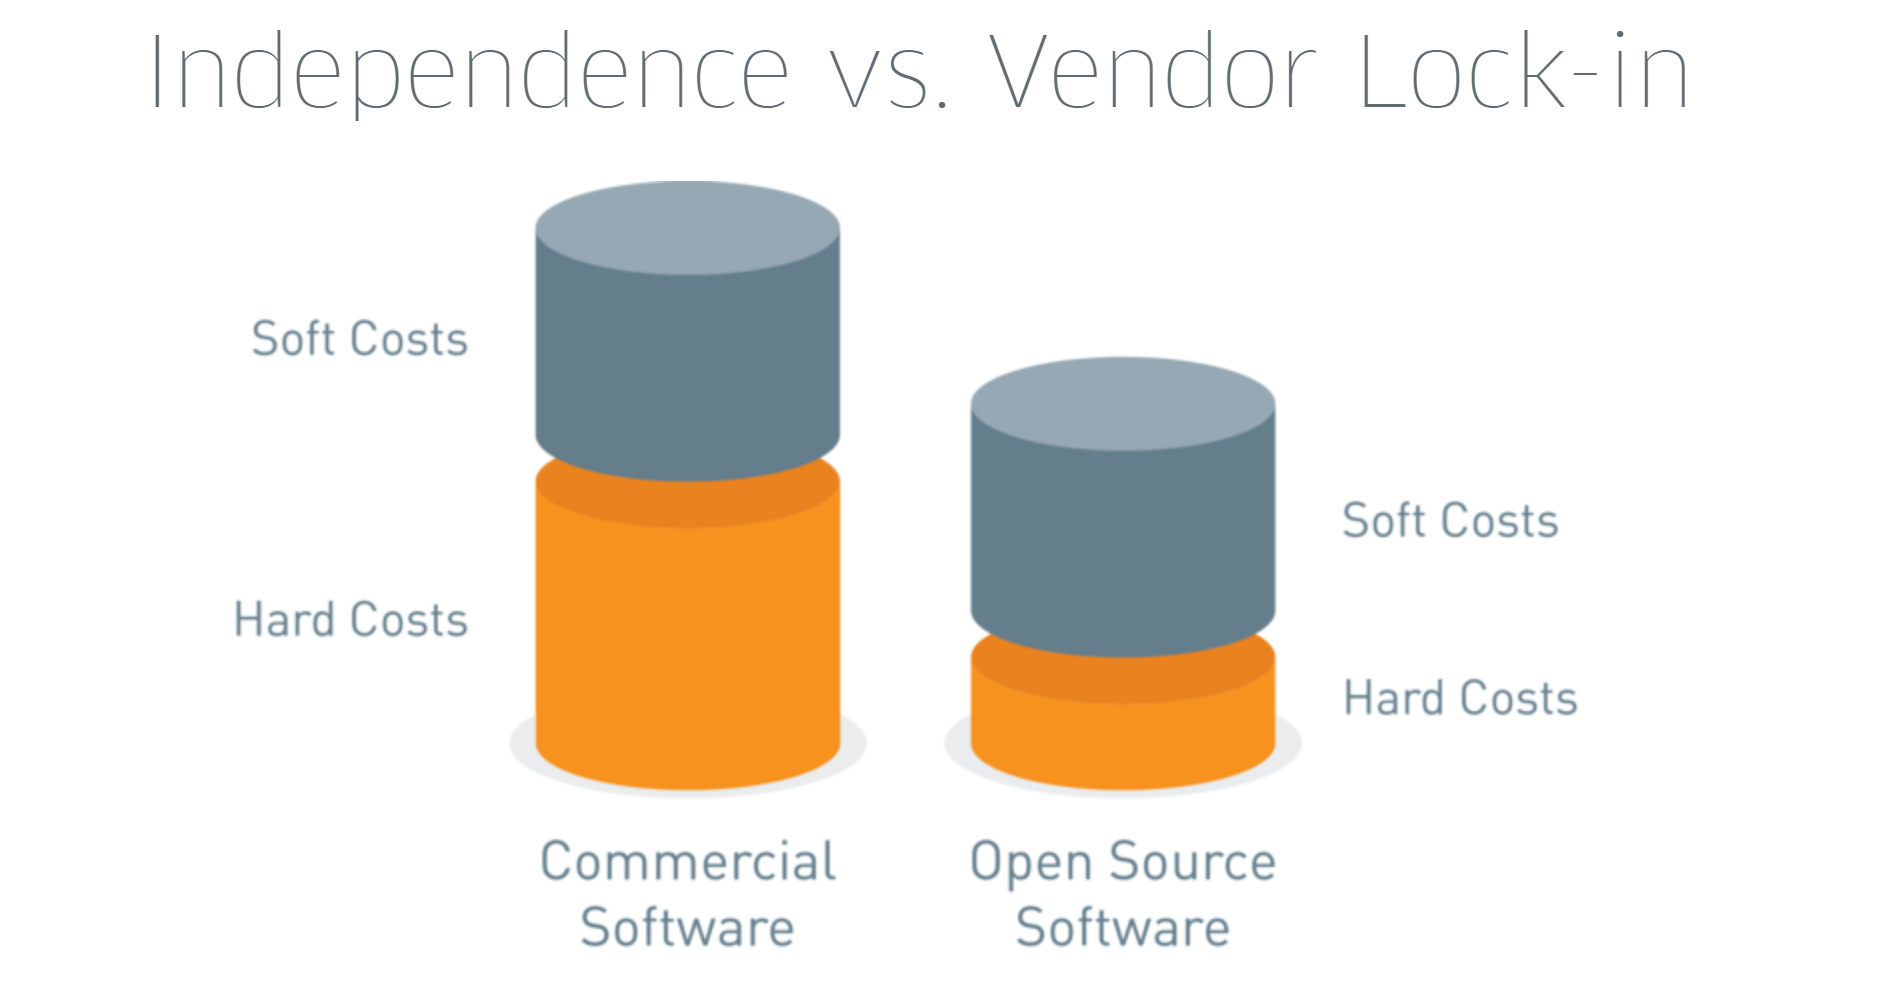 Independence vs. Vendor Lock-in
Soft Costs
Hard Costs
Soft Costs
Hard Costs
Commercial
Software
Open Source
Software